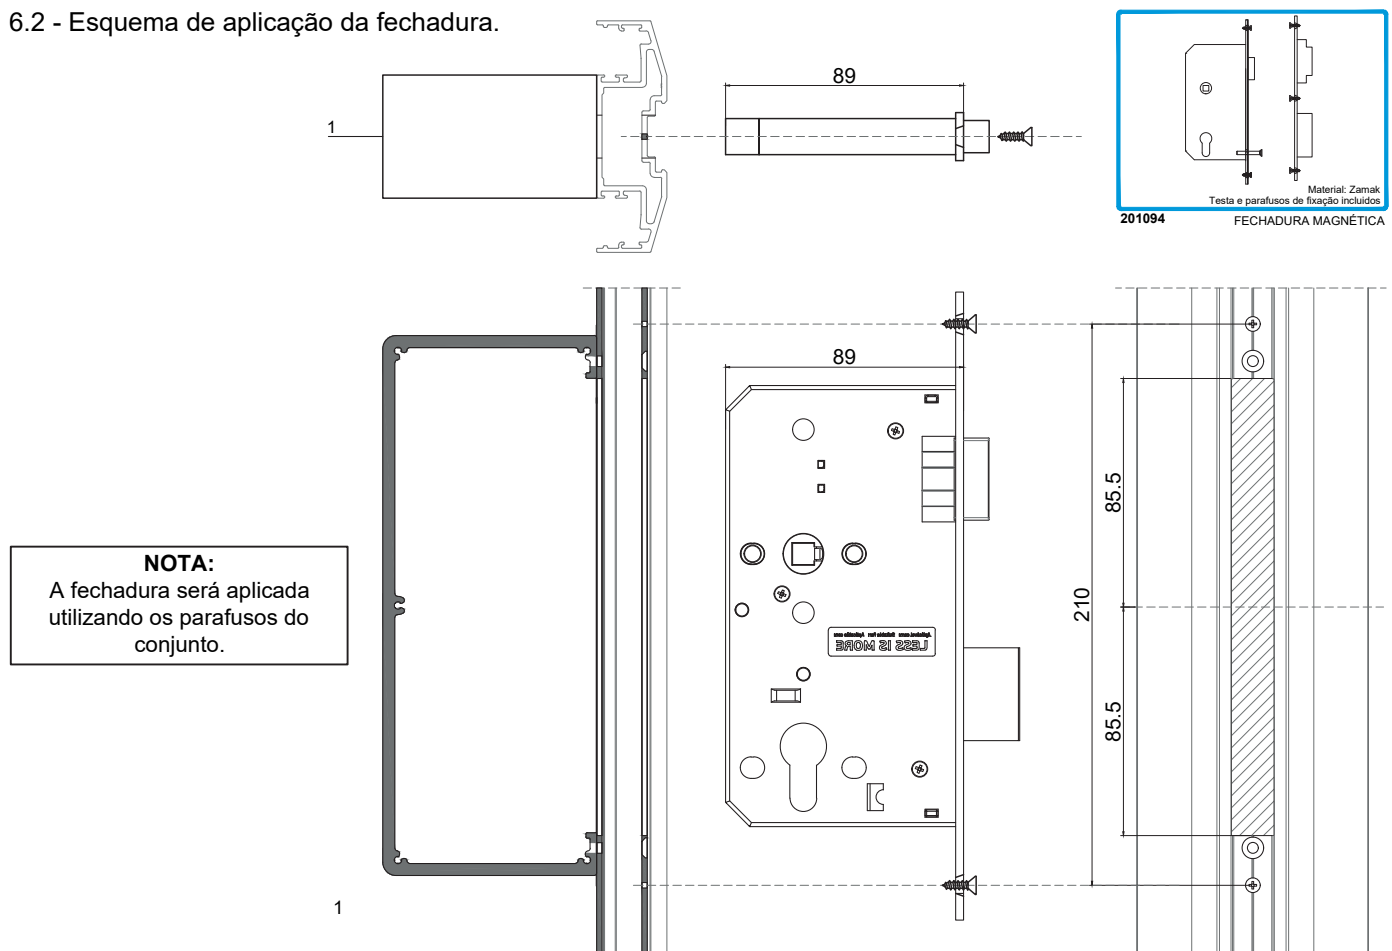 6.2 - Esquema de aplicação da fechadura.
1
89
Material: Zamak
Testa e parafusos de fixação incluidos
201094
FECHADURA MAGNÉTICA
89
85.5
210
NOTA:
A fechadura será aplicada
utilizando os parafusos do
conjunto.
LESS IS MORE
85.5
1